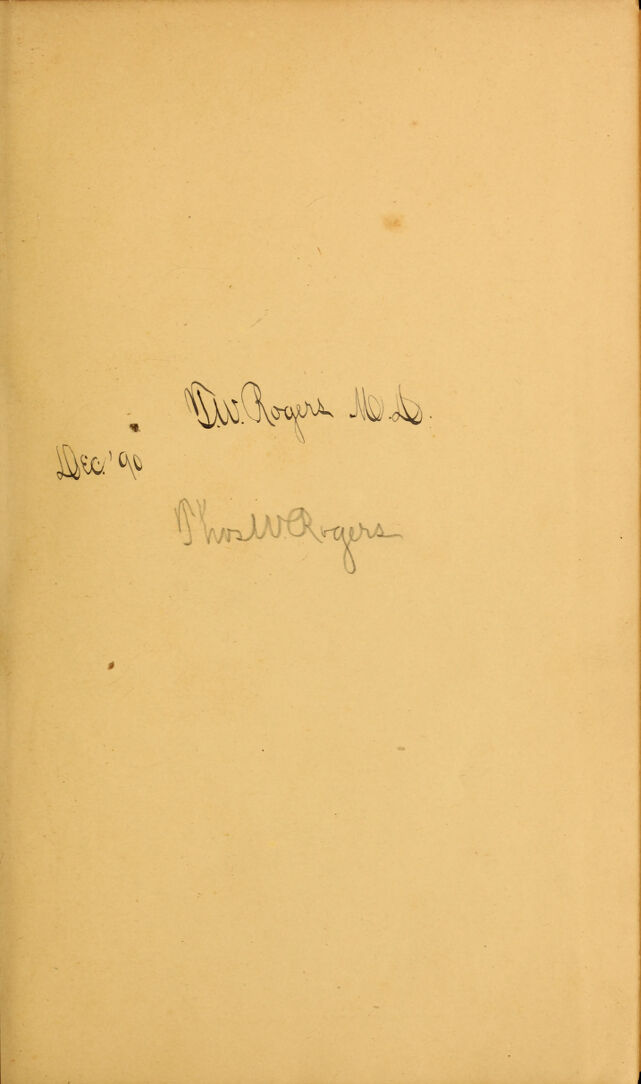 T.W. Rogers M.D.
Dec. '90
Thos W. Rogers